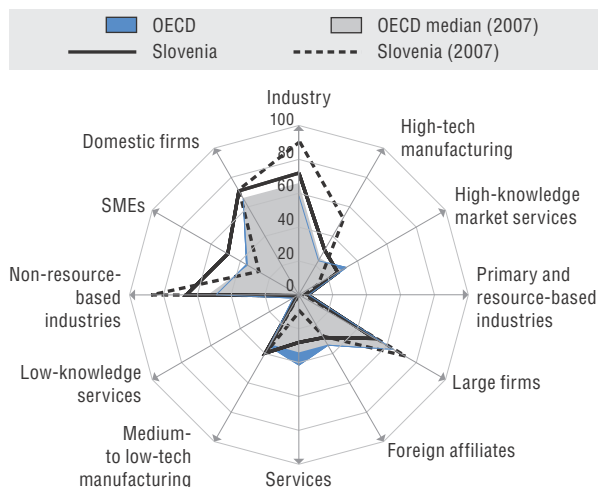 OECD
OECD median (2007)
Slovenia
Slovenia (2007)
Industry
100
80
60
40
20
0
High-tech
manufacturing
High-knowledge
market services
Primary and
resource-based
industries
Large firms
Foreign affiliates
Services
Medium-
to low-tech
manufacturing
Low-knowledge
services
Non-resource-
based
industries
SMEs
Domestic firms